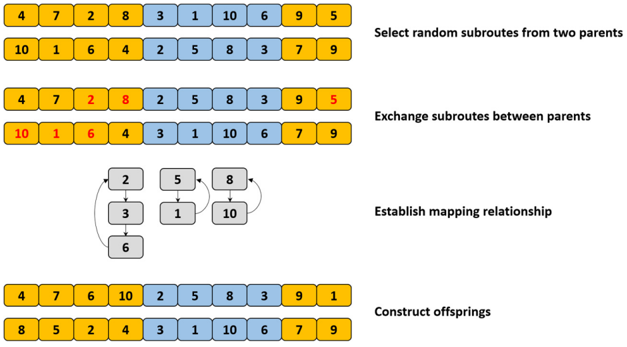 4 7 2 8 3 1 10 6 9 5
10 1 6 4 2 5 8 3 7 9
Select random subroutes from two parents
4 7 2 8 2 5 8 3 9 5
10 1 6 4 3 1 10 6 7 9
Exchange subroutes between parents
2 5 8
3 1 10
6
Establish mapping relationship
4 7 6 10 2 5 8 3 9 1
8 5 2 4 3 1 10 6 7 9
Construct offsprings